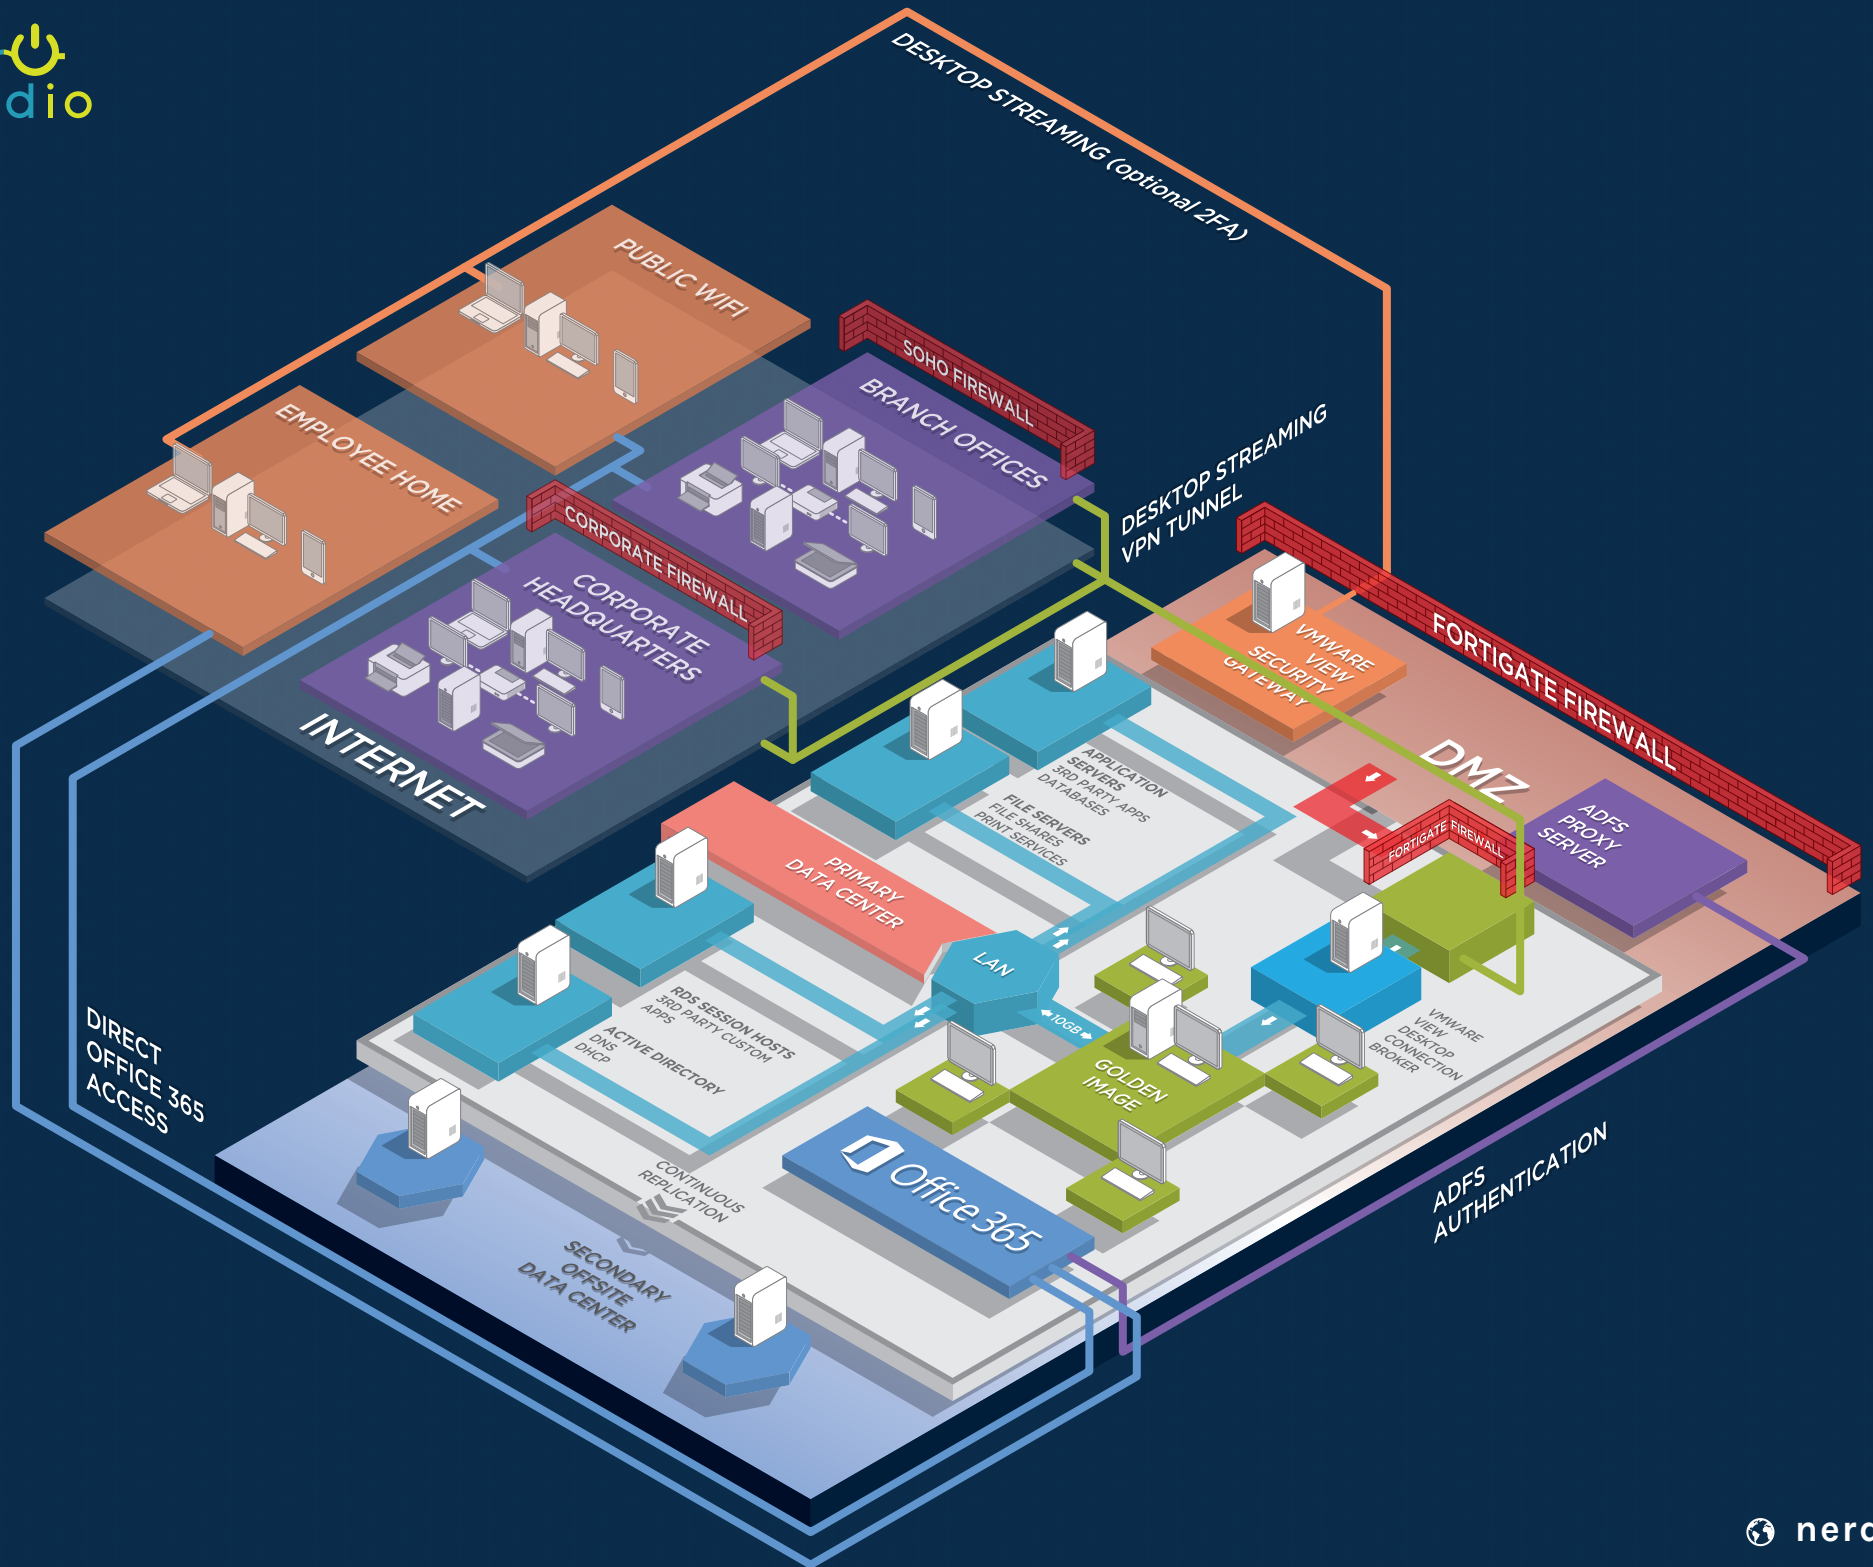 dio
DESKTOP STREAMING (optional 2FA)
PUBLIC WIFI
EMPLOYEE HOME
SOHO FIREWALL
BRANCH OFFICES
CORPORATE FIREWALL
CORPORATE
HEADQUARTERS
INTERNET
DESKTOP STREAMING
VPN TUNNEL
FORTIGATE FIREWALL
VMWARE
VIEW
SECURITY
GATEWAY
DMZ
ADFS
PROXY
SERVER
FORTIGATE FIREWALL
APPLICATION
SERVERS
3RD PARTY APPS
DATABASES
FILE SERVERS
FILE SHARES
PRINT SERVICES
PRIMARY
DATA CENTER
LAN
10GB
RDS SESSION HOSTS
3RD PARTY CUSTOM
APPS
ACTIVE DIRECTORY
DNS
DHCP
GOLDEN
IMAGE
VMWARE
VIEW
DESKTOP
CONNECTION
BROKER
DIRECT
OFFICE 365
ACCESS
Office 365
CONTINUOUS
REPLICATION
SECONDARY
OFFSITE
DATA CENTER
ADFS
AUTHENTICATION
nerd